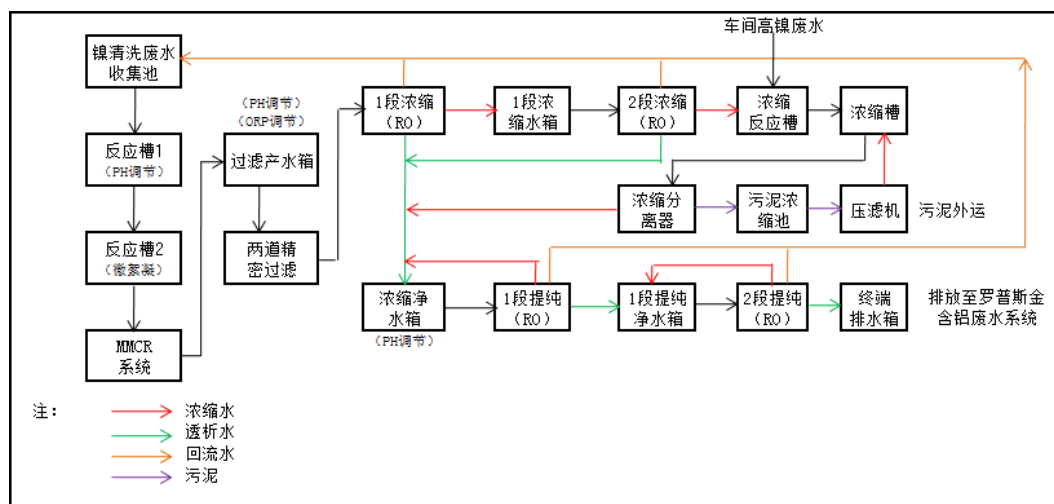 车间高镍废水
镍清洗废水
收集池
(PH调节)
(ORP调节)
1段浓缩
(RO)
1段浓
缩水箱
2段浓缩
(RO)
浓缩
反应槽
浓缩槽
反应槽1
(PH调节)
过滤产水箱
浓缩分
离器
污泥浓
缩池
压滤机
污泥外运
反应槽2
(微絮凝)
两道精
密过滤
浓缩净
水箱
(PH调节)
1段提纯
(RO)
1段提纯
净水箱
2段提纯
(RO)
终端
排水箱
排放至罗普斯金
含铝废水系统
MMCR
系统
注:
浓缩水
透析水
回流水
污泥